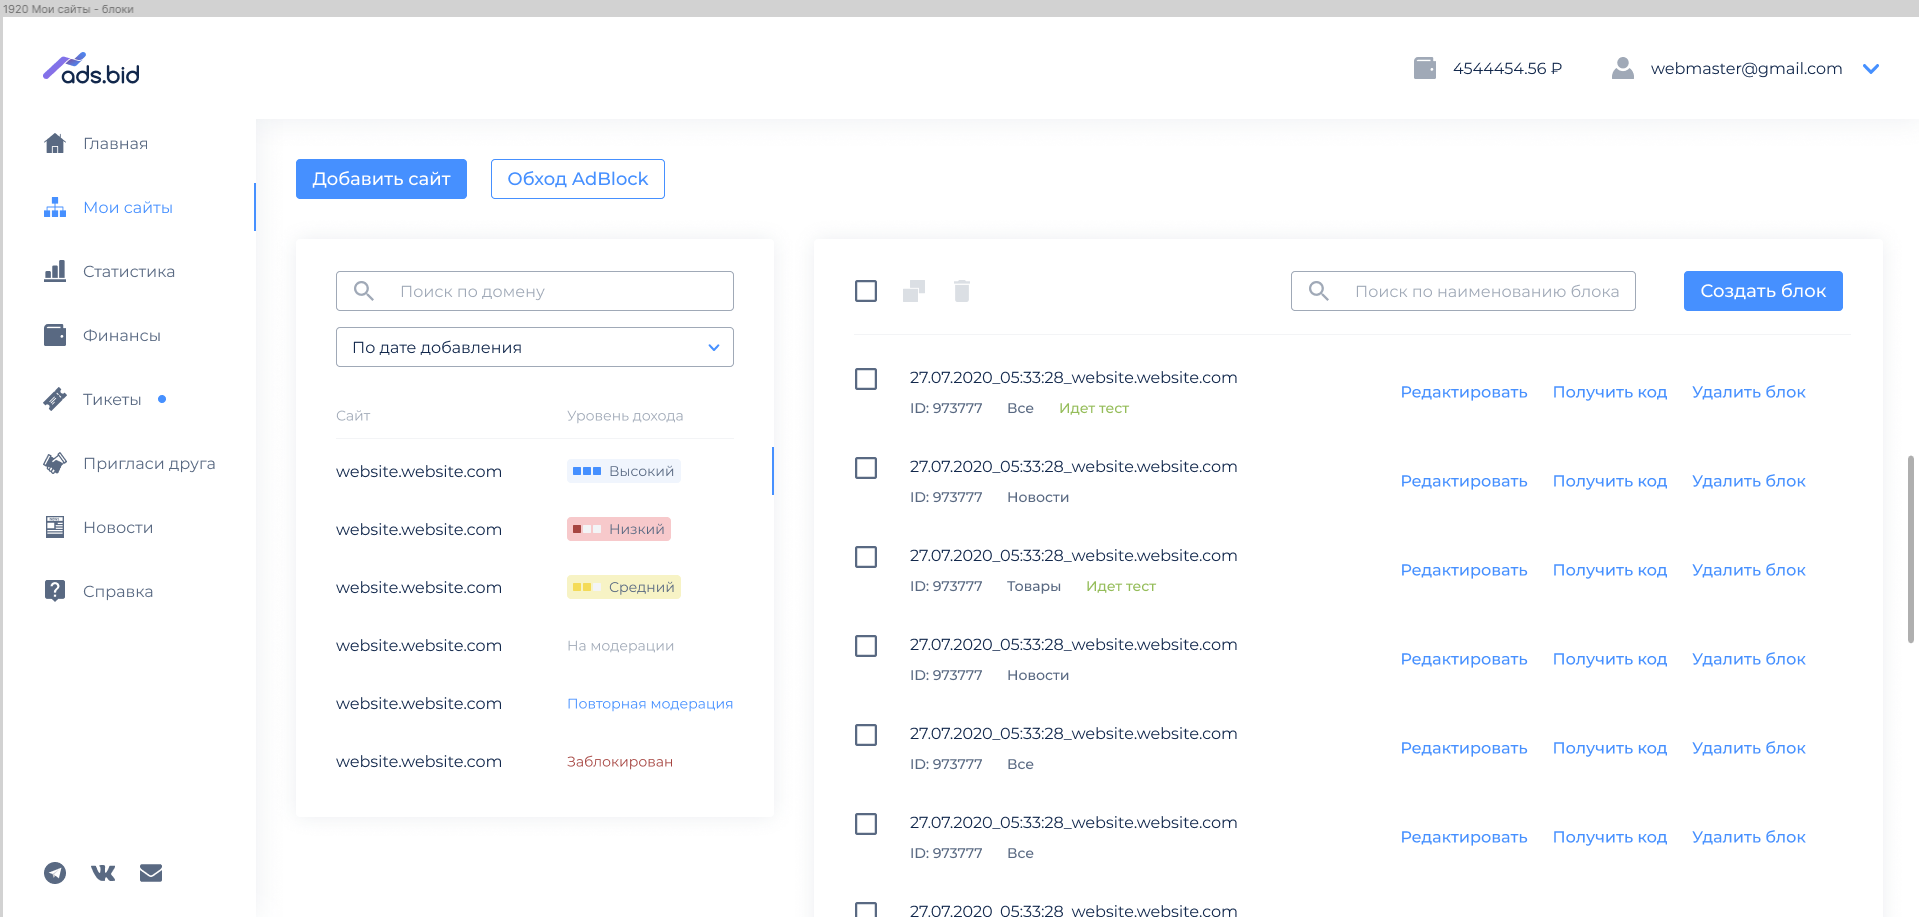 1920 Мои сайты - блоки
ads.bid
4544454.56 ₽
webmaster@gmail.com
Главная
Мои сайты
Статистика
Финансы
Тикеты
Пригласи друга
Новости
Справка
Добавить сайт
Обход AdBlock
Поиск по домену
По дате добавления
Сайт
Уровень дохода
website.website.com
Высокий
website.website.com
Низкий
website.website.com
Средний
website.website.com
На модерации
website.website.com
Повторная модерация
website.website.com
Заблокирован
Поиск по наименованию блока
Создать блок
27.07.2020_05:33:28_website.website.com
ID: 973777 Все Идет тест
Редактировать Получить код Удалить блок
27.07.2020_05:33:28_website.website.com
ID: 973777 Новости
Редактировать Получить код Удалить блок
27.07.2020_05:33:28_website.website.com
ID: 973777 Товары Идет тест
Редактировать Получить код Удалить блок
27.07.2020_05:33:28_website.website.com
ID: 973777 Новости
Редактировать Получить код Удалить блок
27.07.2020_05:33:28_website.website.com
ID: 973777 Все
Редактировать Получить код Удалить блок
27.07.2020_05:33:28_website.website.com
ID: 973777 Все
Редактировать Получить код Удалить блок
27.07.2020_05:33:28_website.website.com